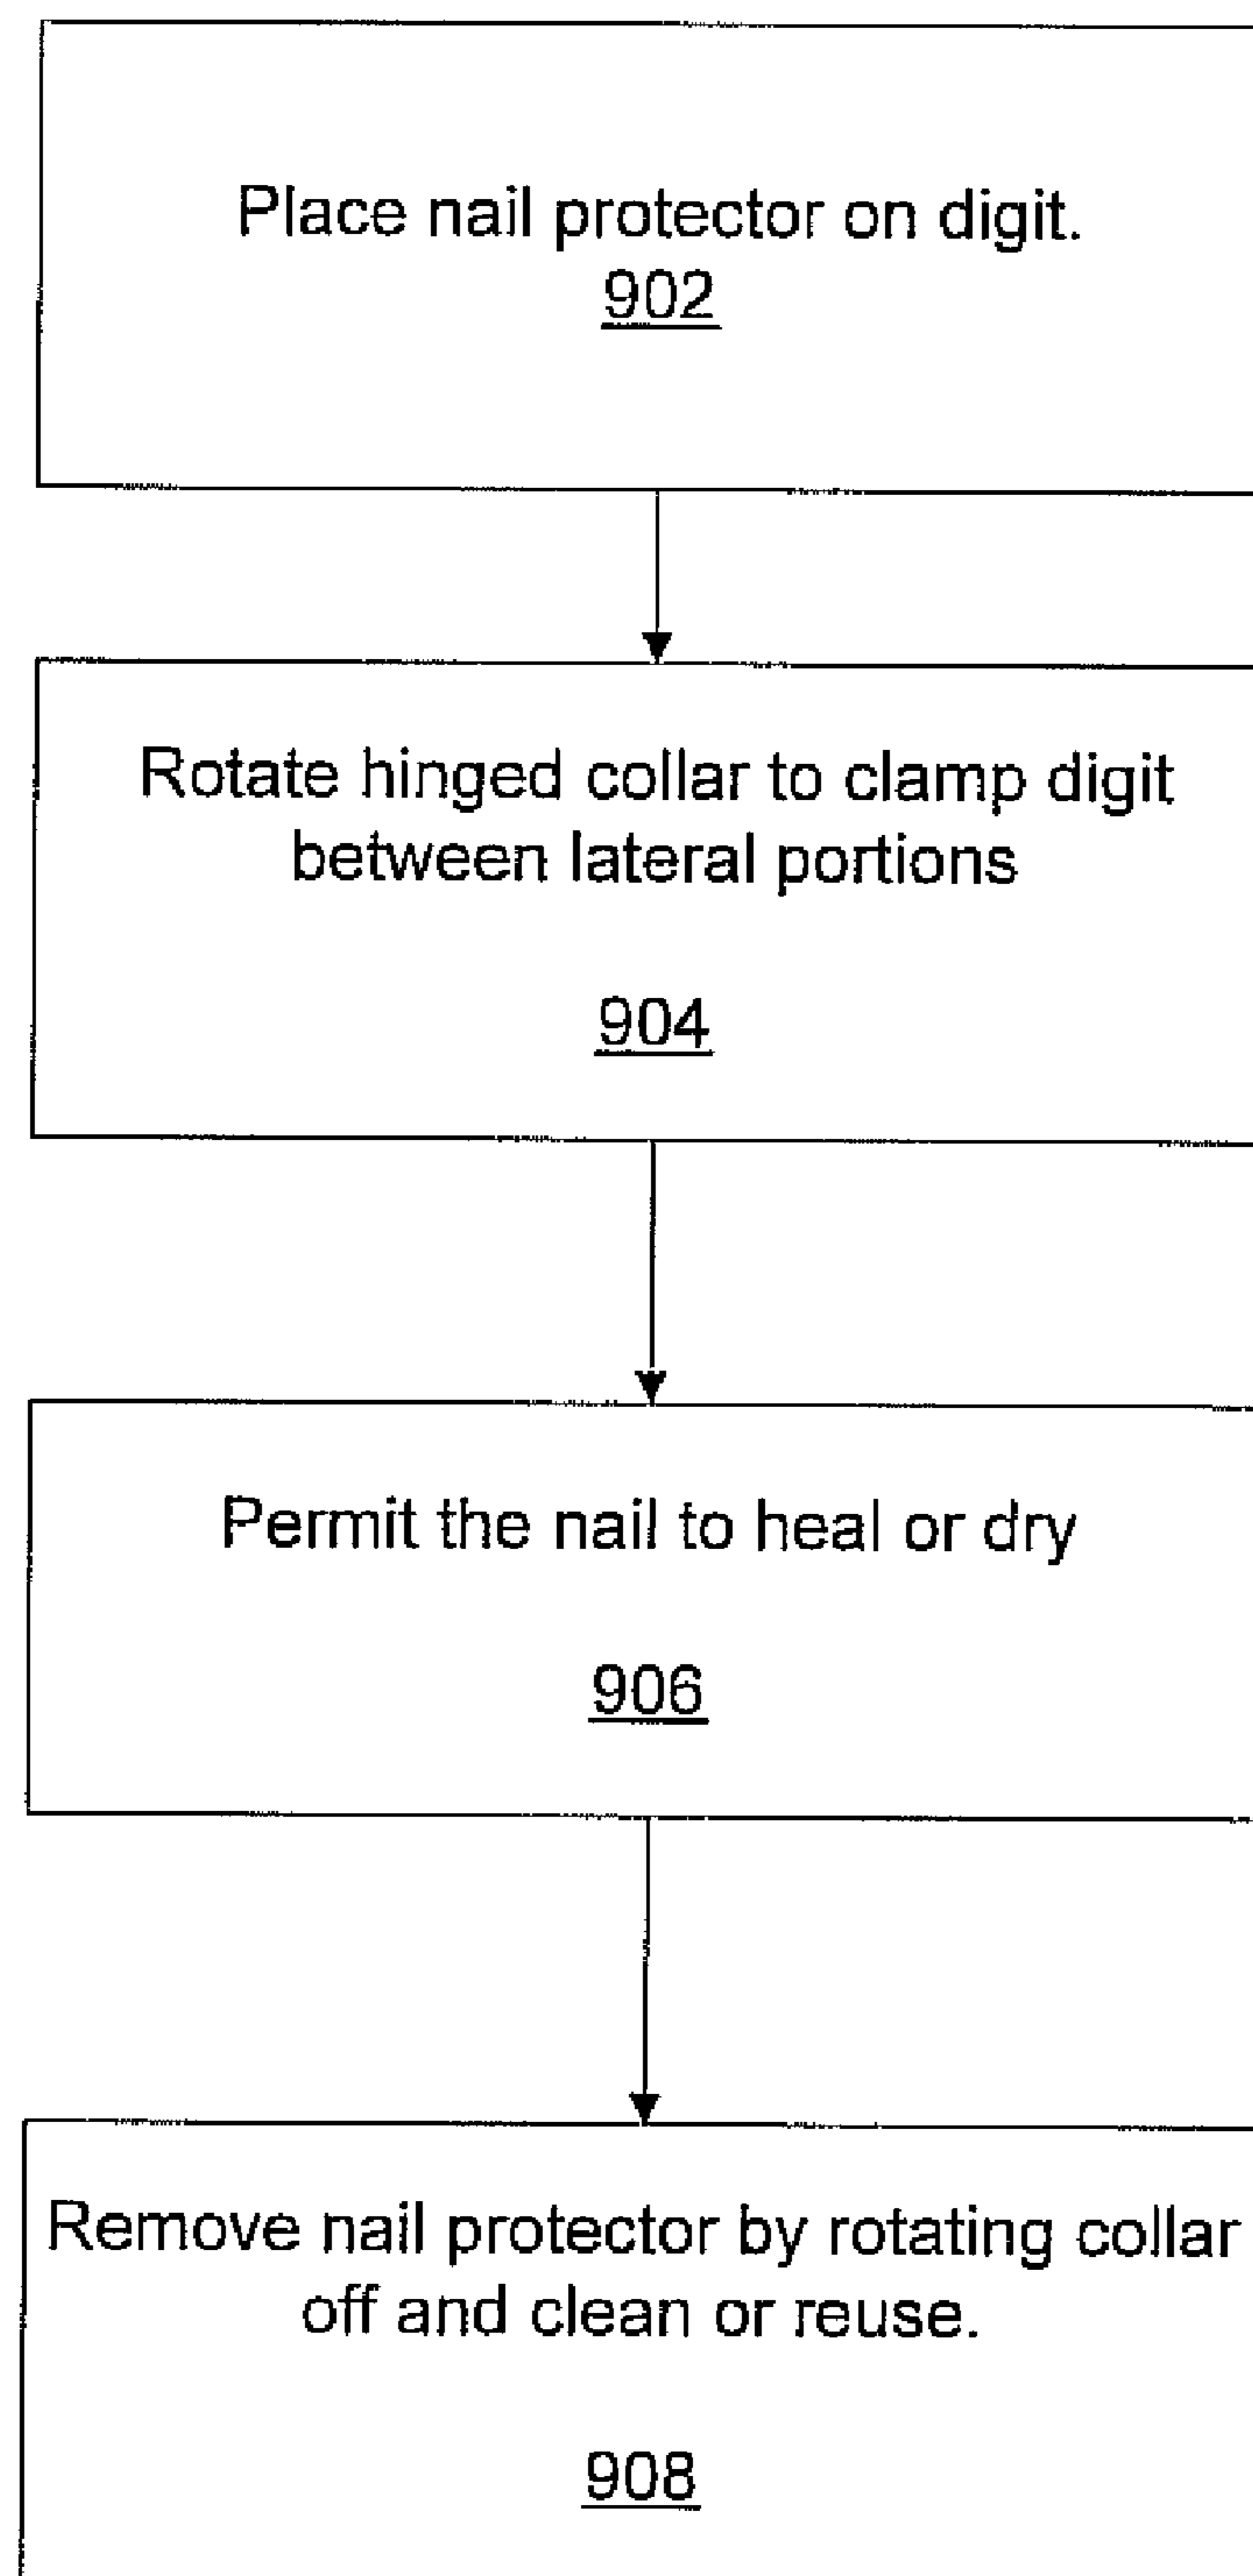 Place nail protector on digit.
902
Rotate hinged collar to clamp digit
between lateral portions
904
Permit the nail to heal or dry
906
Remove nail protector by rotating collar
off and clean or reuse.
908